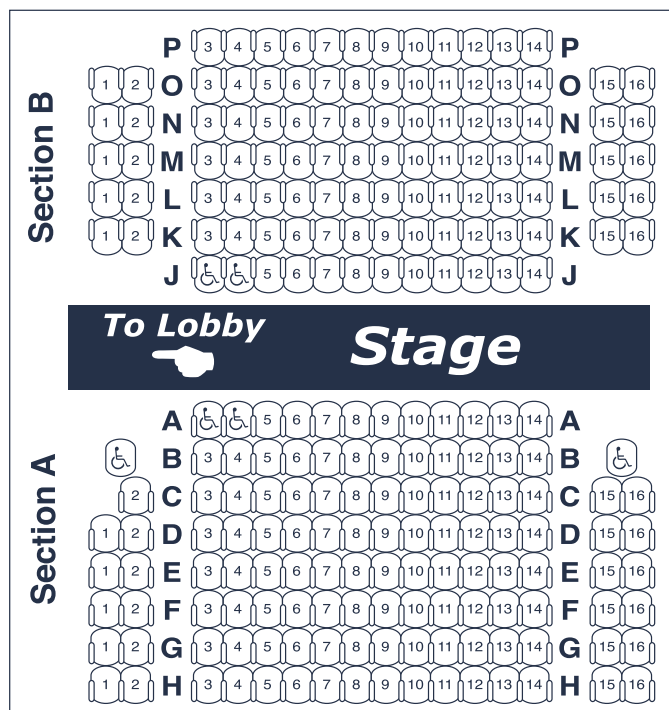 P 3 4 5 6 7 8 9 10 11 12 13 14 P
1 2 O 3 4 5 6 7 8 9 10 11 12 13 14 O 15 16
1 2 N 3 4 5 6 7 8 9 10 11 12 13 14 N 15 16
1 2 M 3 4 5 6 7 8 9 10 11 12 13 14 M 15 16
1 2 L 3 4 5 6 7 8 9 10 11 12 13 14 L 15 16
1 2 K 3 4 5 6 7 8 9 10 11 12 13 14 K 15 16
J 5 6 7 8 9 10 11 12 13 14 J
Section B
To Lobby
Stage
A 5 6 7 8 9 10 11 12 13 14 A
B 3 4 5 6 7 8 9 10 11 12 13 14 B
2 C 3 4 5 6 7 8 9 10 11 12 13 14 C 15 16
1 2 D 3 4 5 6 7 8 9 10 11 12 13 14 D 15 16
1 2 E 3 4 5 6 7 8 9 10 11 12 13 14 E 15 16
1 2 F 3 4 5 6 7 8 9 10 11 12 13 14 F 15 16
1 2 G 3 4 5 6 7 8 9 10 11 12 13 14 G 15 16
1 2 H 3 4 5 6 7 8 9 10 11 12 13 14 H 15 16
Section A